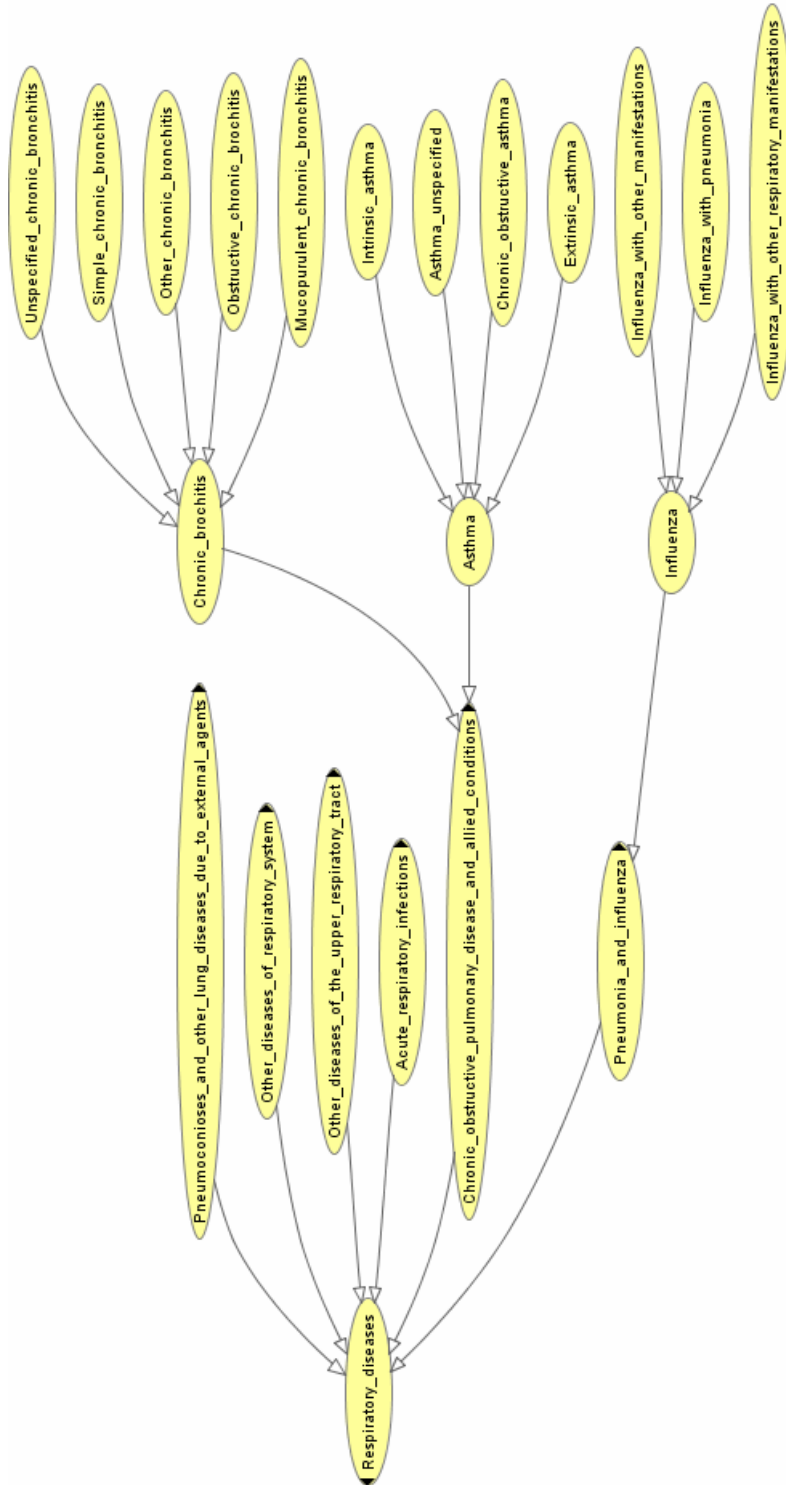 Unspecified_chronic_bronchitis
Simple_chronic_bronchitis
Other_chronic_bronchitis
Obstructive_chronic_brochitis
Mucopurulent_chronic_bronchitis
Intrinsic_asthma
Asthma_unspecified
Chronic_obstructive_asthma
Extrinsic_asthma
Influenza_with_other_manifestations
Influenza_with_pneumonia
Influenza_with_other_respiratory_manifestations
Chronic_brochitis
Asthma
Influenza
Pneumoconioses_and_other_lung_diseases_due_to_external_agents
Other_diseases_of_respiratory_system
Other_diseases_of_the_upper_respiratory_tract
Acute_respiratory_infections
Chronic_obstructive_pulmonary_disease_and_allied_conditions
Pneumonia_and_influenza
Respiratory_diseases